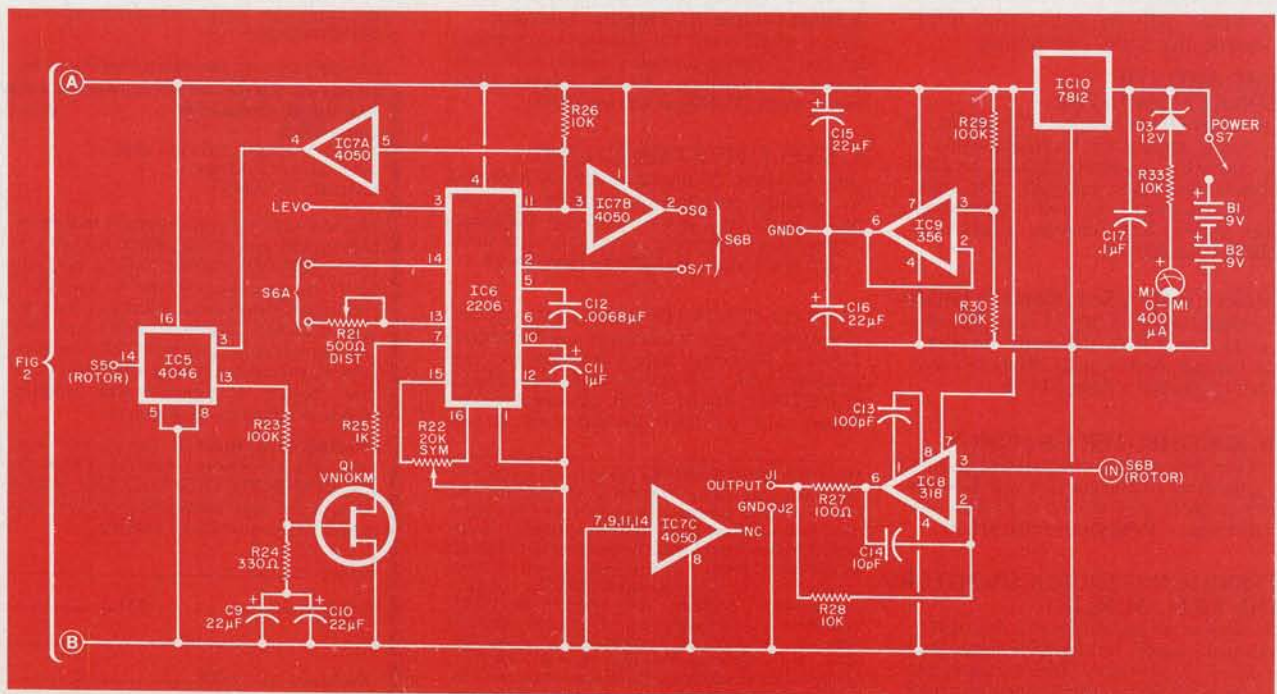 FIG
2
A
B
S5
(ROTOR)
14
16
3
13
5
8
IC5
4046
4
IC7A
4050
5
LEV
S6A
R21
500Ω
DIST
R23
100K
R24
330Ω
C9
22µF
+
+
C10
22µF
R25
1K
Q1
VN10KM
R22
20K
SYM
4
3
14
13
7
15
16
1
11
2
5
6
10
12
IC6
2206
R26
10K
1
3
IC7B
4050
2
SQ
S/T
S6B
C12
.0068µF
+
C11
1µF
7,9,11,14
IC7C
4050
NC
8
+
C15
22µF
GND
+
C16
22µF
6
7
IC9
356
3
2
4
R29
100K
R30
100K
IC10
7812
C17
.1µF
D3
12V
R33
10K
+
M1
0–
400
µA
M1
POWER
S7
+
B1
9V
+
B2
9V
C13
100pF
1
8
7
6
IC8
318
3
2
4
IN
S6B
(ROTOR)
OUTPUT
J1
GND
J2
R27
100Ω
C14
10pF
R28
10K